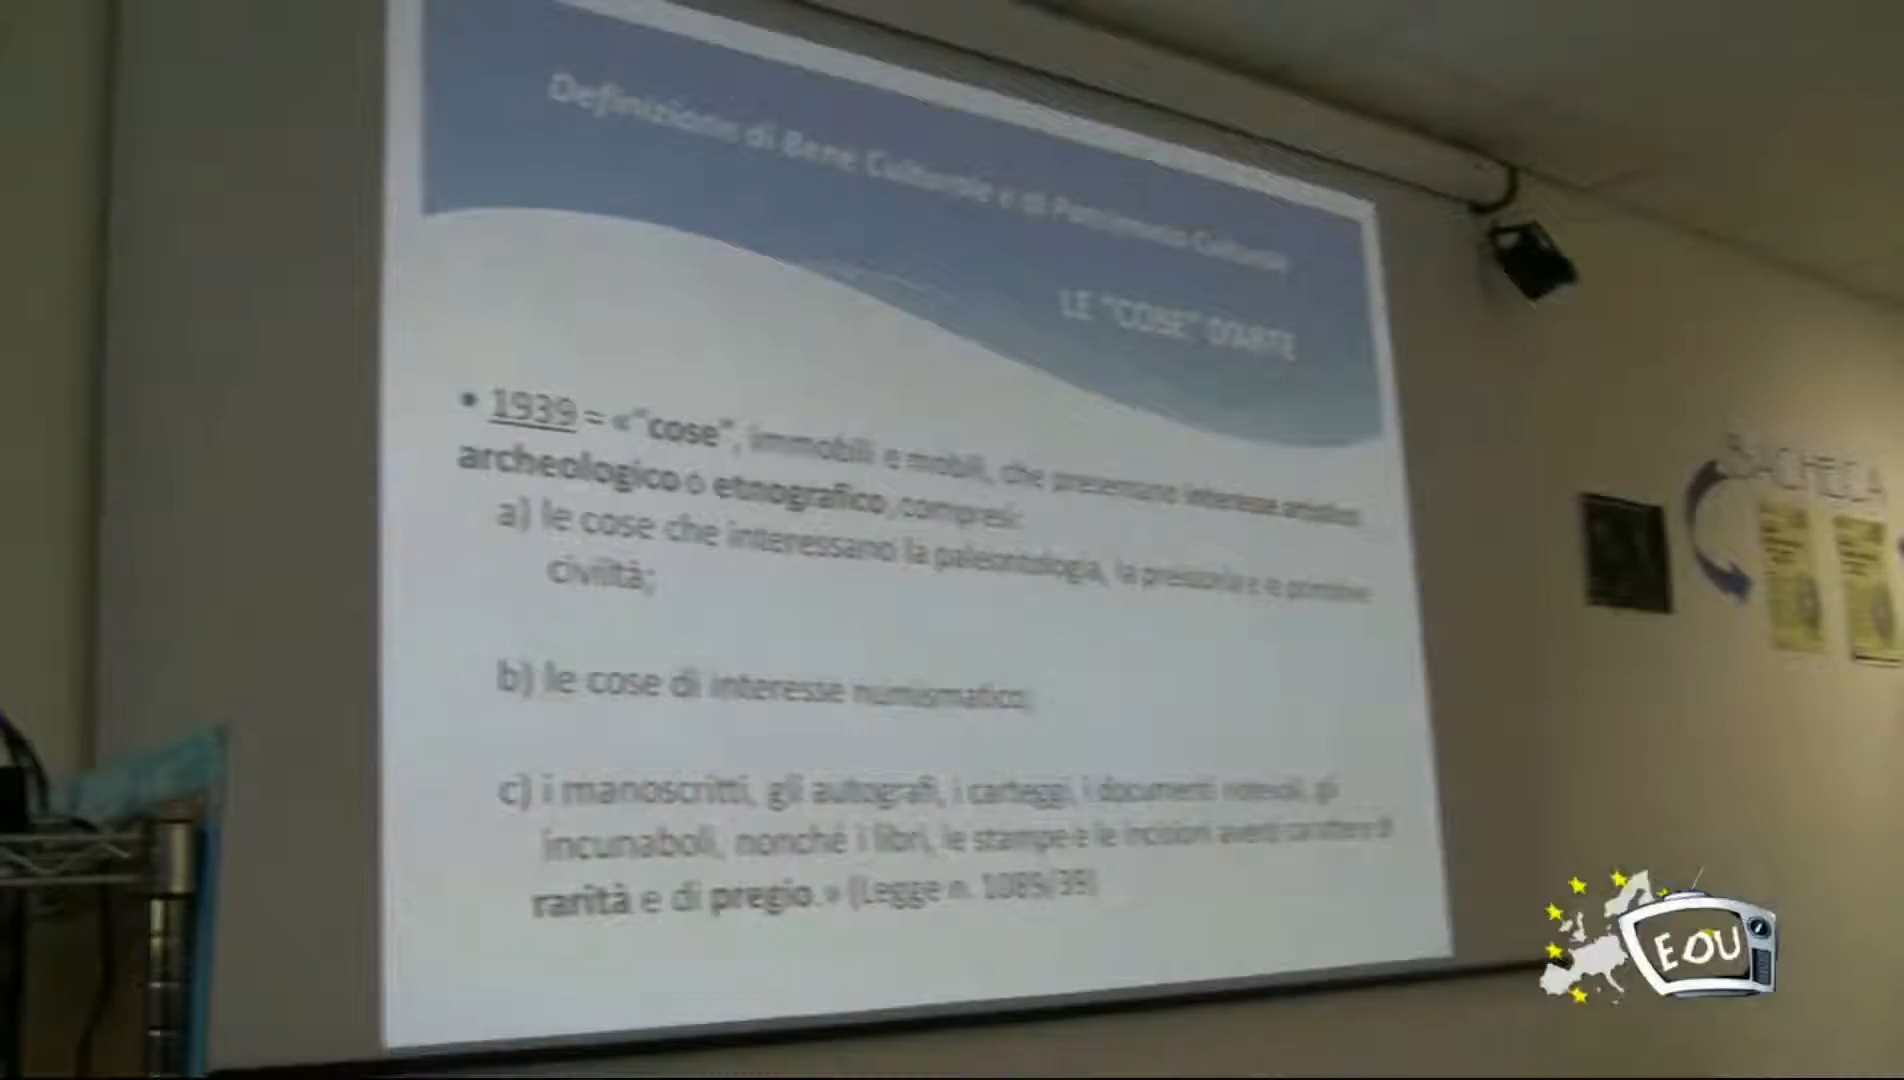 Definizione di Bene Culturale e di Patrimonio Culturale
LE "COSE" D'ARTE
• 1939 = «"cose", immobili e mobili, che presentano interesse artistico,
archeologico o etnografico, compresi:
a) le cose che interessano la paleontologia, la preistoria e le primitive
civiltà;
b) le cose di interesse numismatico;
c) i manoscritti, gli autografi, i carteggi, i documenti notevoli, gli
incunaboli, nonché i libri, le stampe e le incisioni aventi carattere di
rarità e di pregio.» (Legge n. 1089/39)
BACHECA
EOU